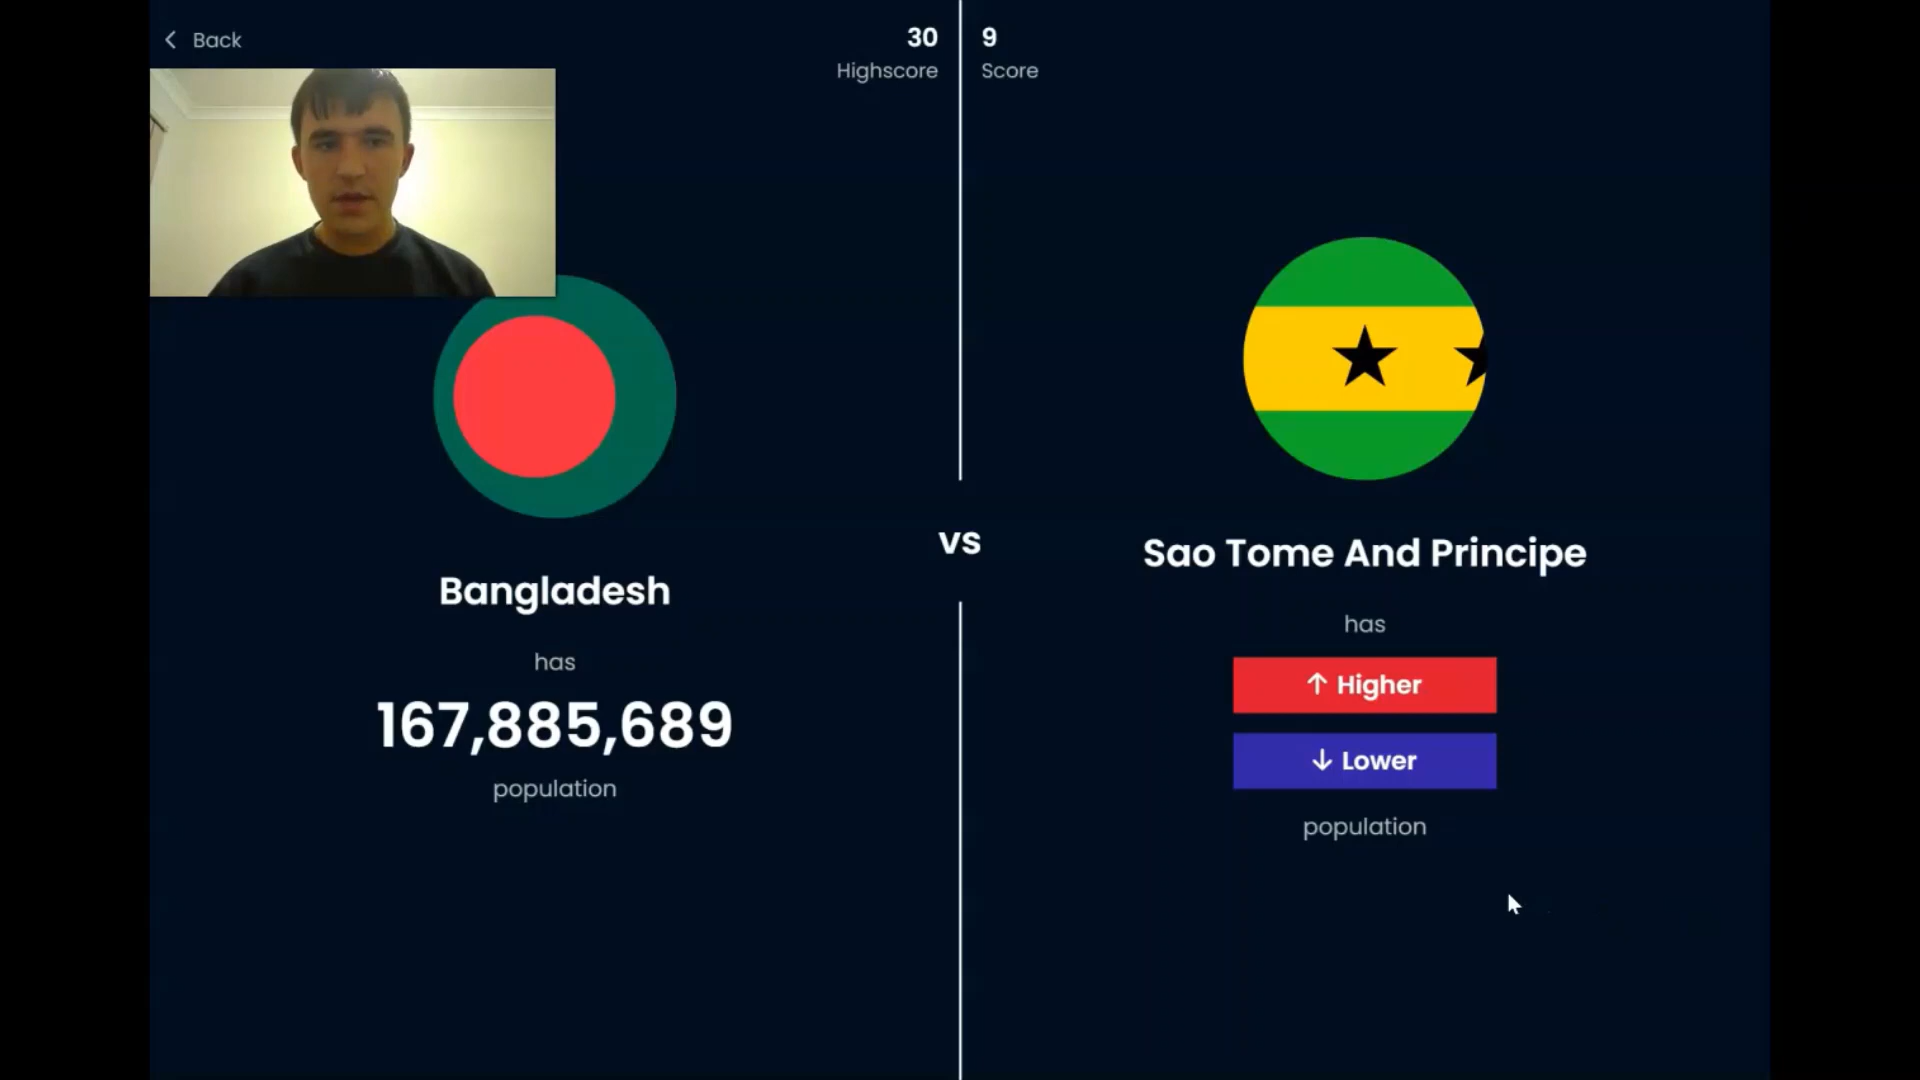 Back
30
Highscore
9
Score
Bangladesh
has
167,885,689
population
VS
Sao Tome And Principe
has
↑ Higher
↓ Lower
population